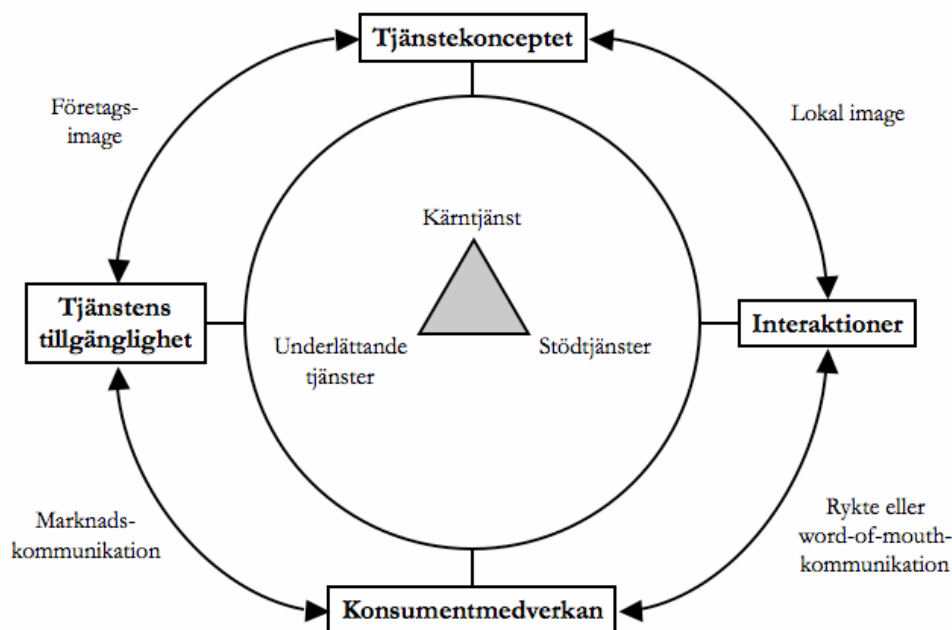 Tjänstekonceptet
Företags-
image
Lokal image
Kärntjänst
Tjänstens
tillgänglighet
Interaktioner
Underlättande
tjänster
Stödtjänster
Marknads-
kommunikation
Rykte eller
word-of-mouth-
kommunikation
Konsumentmedverkan